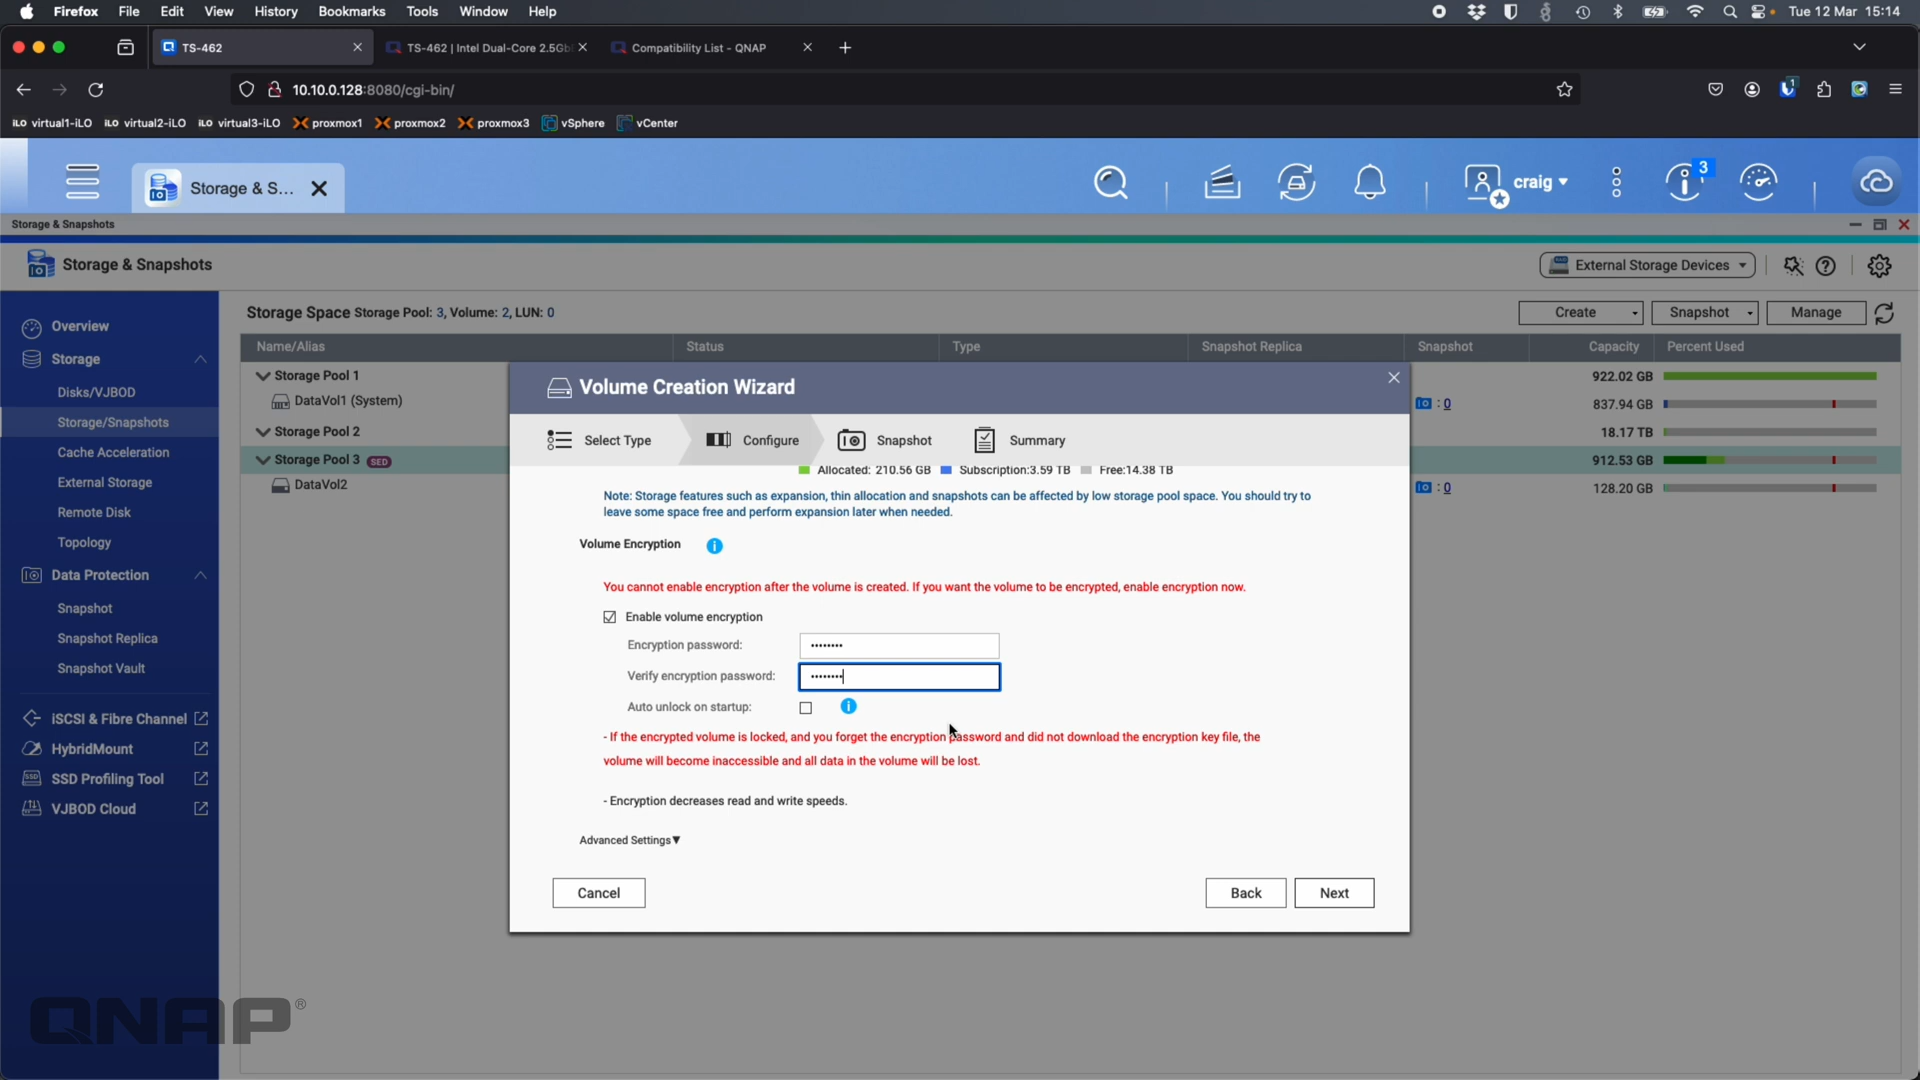 Firefox File Edit View History Bookmarks Tools Window Help Tue 12 Mar 15:14
TS-462 TS-462 | Intel Dual-Core 2.5Gb Compatibility List - QNAP
10.10.0.128:8080/cgi-bin/ 1
iLO virtual1-iLO iLO virtual2-iLO iLO virtual3-iLO proxmox1 proxmox2 proxmox3 vSphere vCenter
Storage & S... craig 3
Storage & Snapshots
Storage & Snapshots External Storage Devices
Overview
Storage
Disks/VJBOD
Storage/Snapshots
Cache Acceleration
External Storage
Remote Disk
Topology
Data Protection
Snapshot
Snapshot Replica
Snapshot Vault
iSCSI & Fibre Channel
HybridMount
SSD Profiling Tool
VJBOD Cloud
Storage Space Storage Pool: 3, Volume: 2, LUN: 0 Create Snapshot Manage
Name/Alias Status Type Snapshot Replica Snapshot Capacity Percent Used
Storage Pool 1 922.02 GB
DataVol1 (System) : 0 837.94 GB
Storage Pool 2 18.17 TB
Storage Pool 3 SED 912.53 GB
DataVol2 : 0 128.20 GB
Volume Creation Wizard
Select Type Configure Snapshot Summary
Allocated: 210.56 GB Subscription:3.59 TB Free:14.38 TB
Note: Storage features such as expansion, thin allocation and snapshots can be affected by low storage pool space. You should try to
leave some space free and perform expansion later when needed.
Volume Encryption
You cannot enable encryption after the volume is created. If you want the volume to be encrypted, enable encryption now.
Enable volume encryption
Encryption password: ••••••••
Verify encryption password: ••••••••
Auto unlock on startup:
- If the encrypted volume is locked, and you forget the encryption password and did not download the encryption key file, the
volume will become inaccessible and all data in the volume will be lost.
- Encryption decreases read and write speeds.
Advanced Settings▼
Cancel Back Next
QNAP®